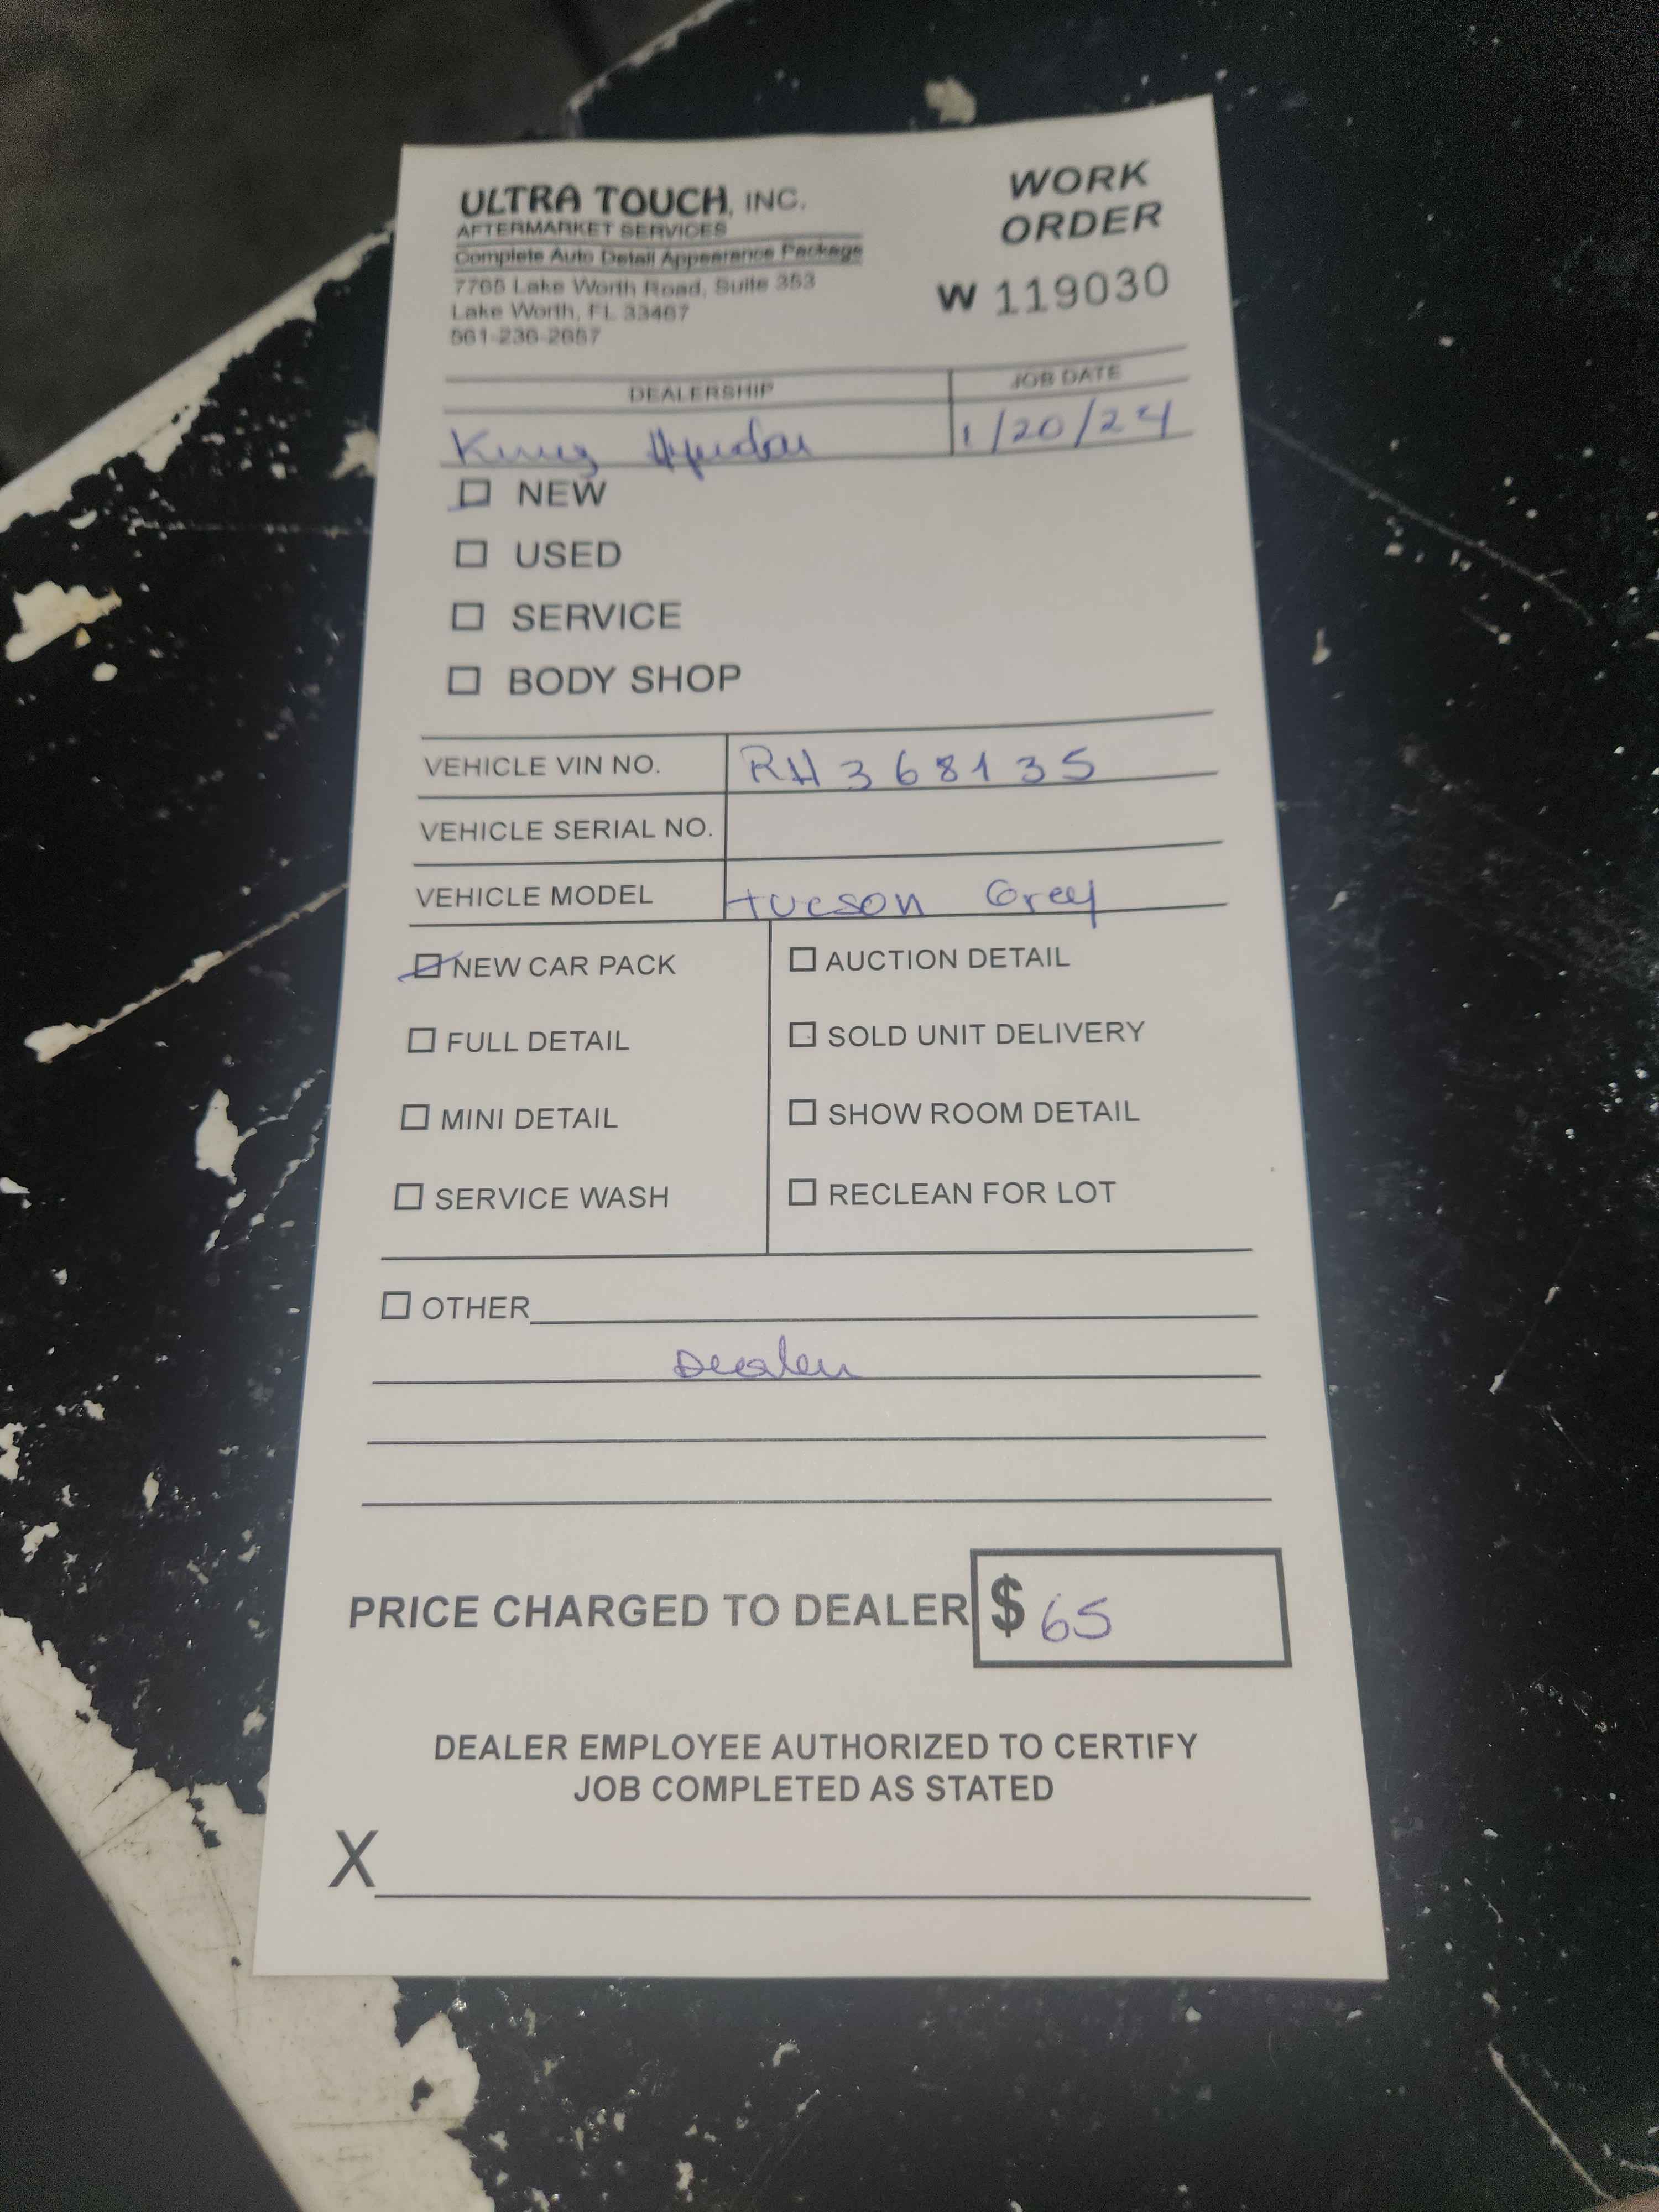 ULTRA TOUCH, INC.
AFTERMARKET SERVICES
Complete Auto Detail Appearance Package
7765 Lake Worth Road, Suite 353
Lake Worth, FL 33467
561-236-2667
WORK
ORDER
W 119030
DEALERSHIP
JOB DATE
King
1/20/24
NEW
USED
SERVICE
BODY SHOP
VEHICLE VIN NO. RH368135
VEHICLE SERIAL NO.
VEHICLE MODEL Tucson Grey
NEW CAR PACK
AUCTION DETAIL
FULL DETAIL
SOLD UNIT DELIVERY
MINI DETAIL
SHOW ROOM DETAIL
SERVICE WASH
RECLEAN FOR LOT
OTHER
Dealer
PRICE CHARGED TO DEALER $ 65
DEALER EMPLOYEE AUTHORIZED TO CERTIFY
JOB COMPLETED AS STATED
X